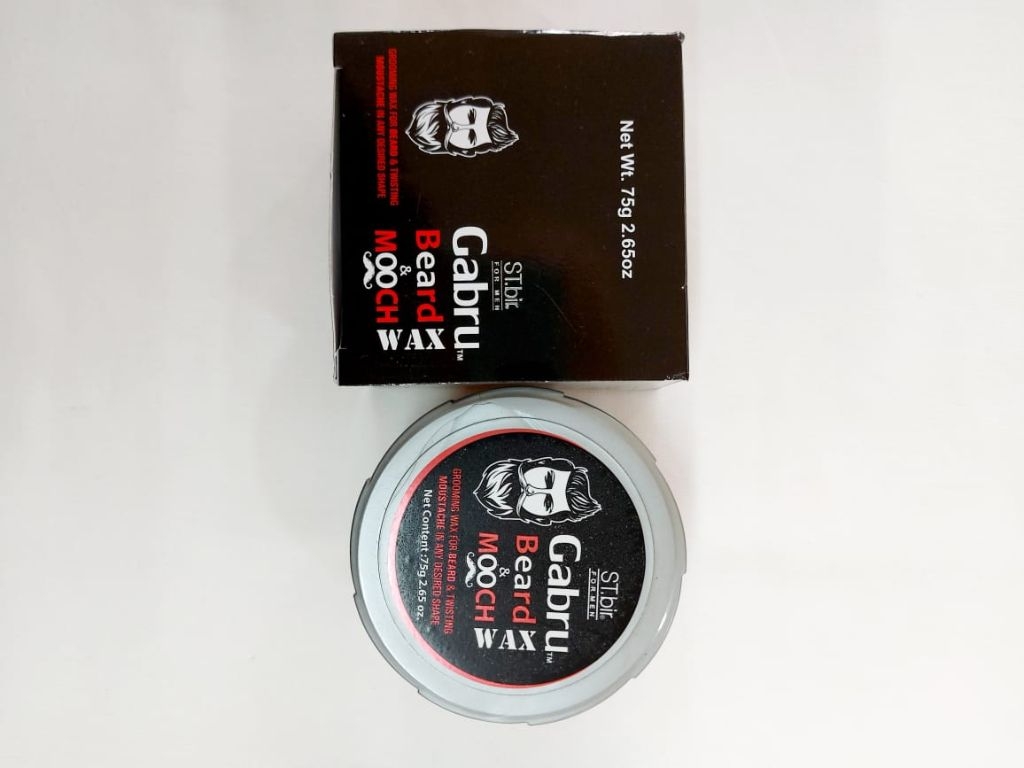 Net Wt. 75g 2.65oz
ST.bir
FOR MEN
Gabru™
Beard
&
MOOCH
WAX
GROOMING WAX FOR BEARD & TWISTING
MOUSTACHE IN ANY DESIRED SHAPE
ST.bir
FOR MEN
Gabru™
Beard
&
MOOCH
WAX
GROOMING WAX FOR BEARD & TWISTING
MOUSTACHE IN ANY DESIRED SHAPE
Net Content :75g 2.65 oz.